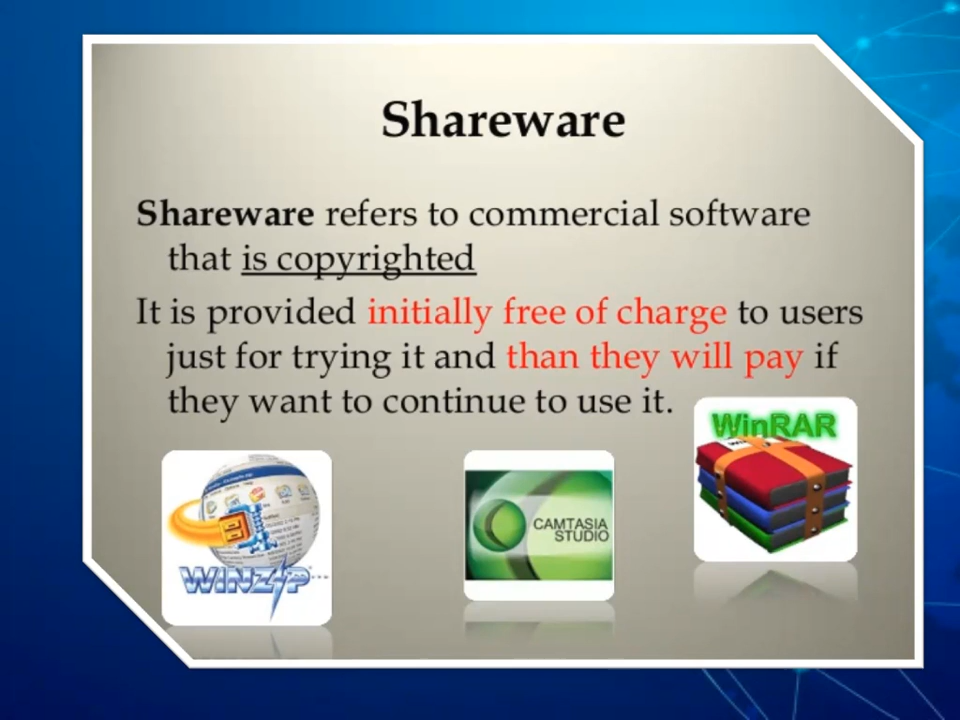 Shareware
Shareware refers to commercial software
that is copyrighted
It is provided initially free of charge to users
just for trying it and than they will pay if
they want to continue to use it.
WinRAR
CAMTASIA
STUDIO
WINZIP